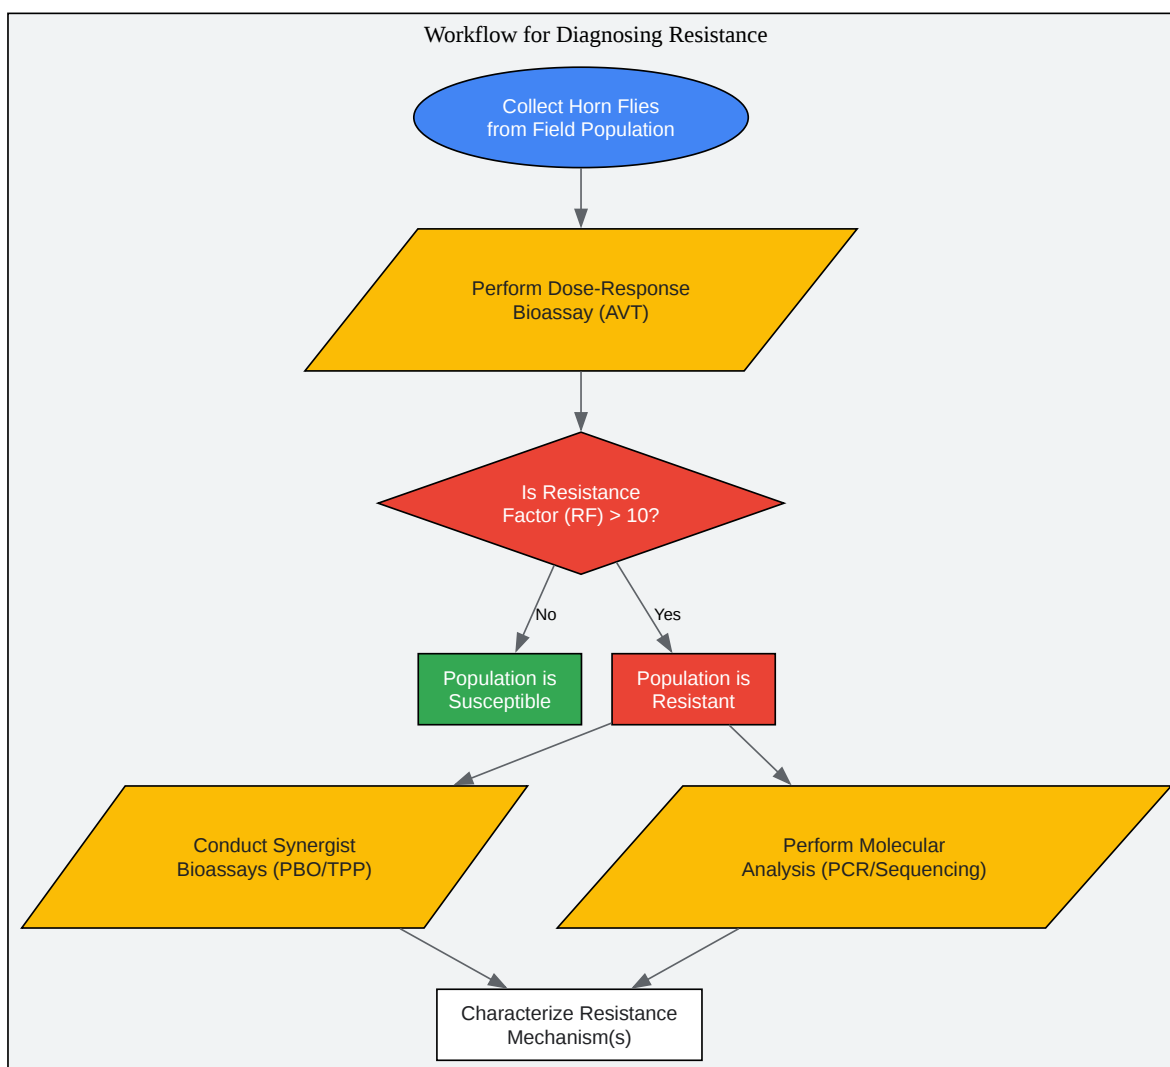 Workflow for Diagnosing Resistance
Collect Horn Flies
from Field Population
Perform Dose-Response
Bioassay (AVT)
Is Resistance
Factor (RF) > 10?
No
Yes
Population is
Susceptible
Population is
Resistant
Conduct Synergist
Bioassays (PBO/TPP)
Perform Molecular
Analysis (PCR/Sequencing)
Characterize Resistance
Mechanism(s)